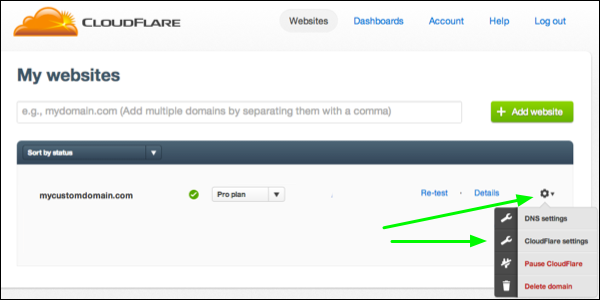 CLOUDFLARE
Websites Dashboards Account Help Log out
My websites
e.g., mydomain.com (Add multiple domains by separating them with a comma) + Add website
Sort by status
mycustomdomain.com Pro plan Re-test · Details
DNS settings
CloudFlare settings
Pause CloudFlare
Delete domain